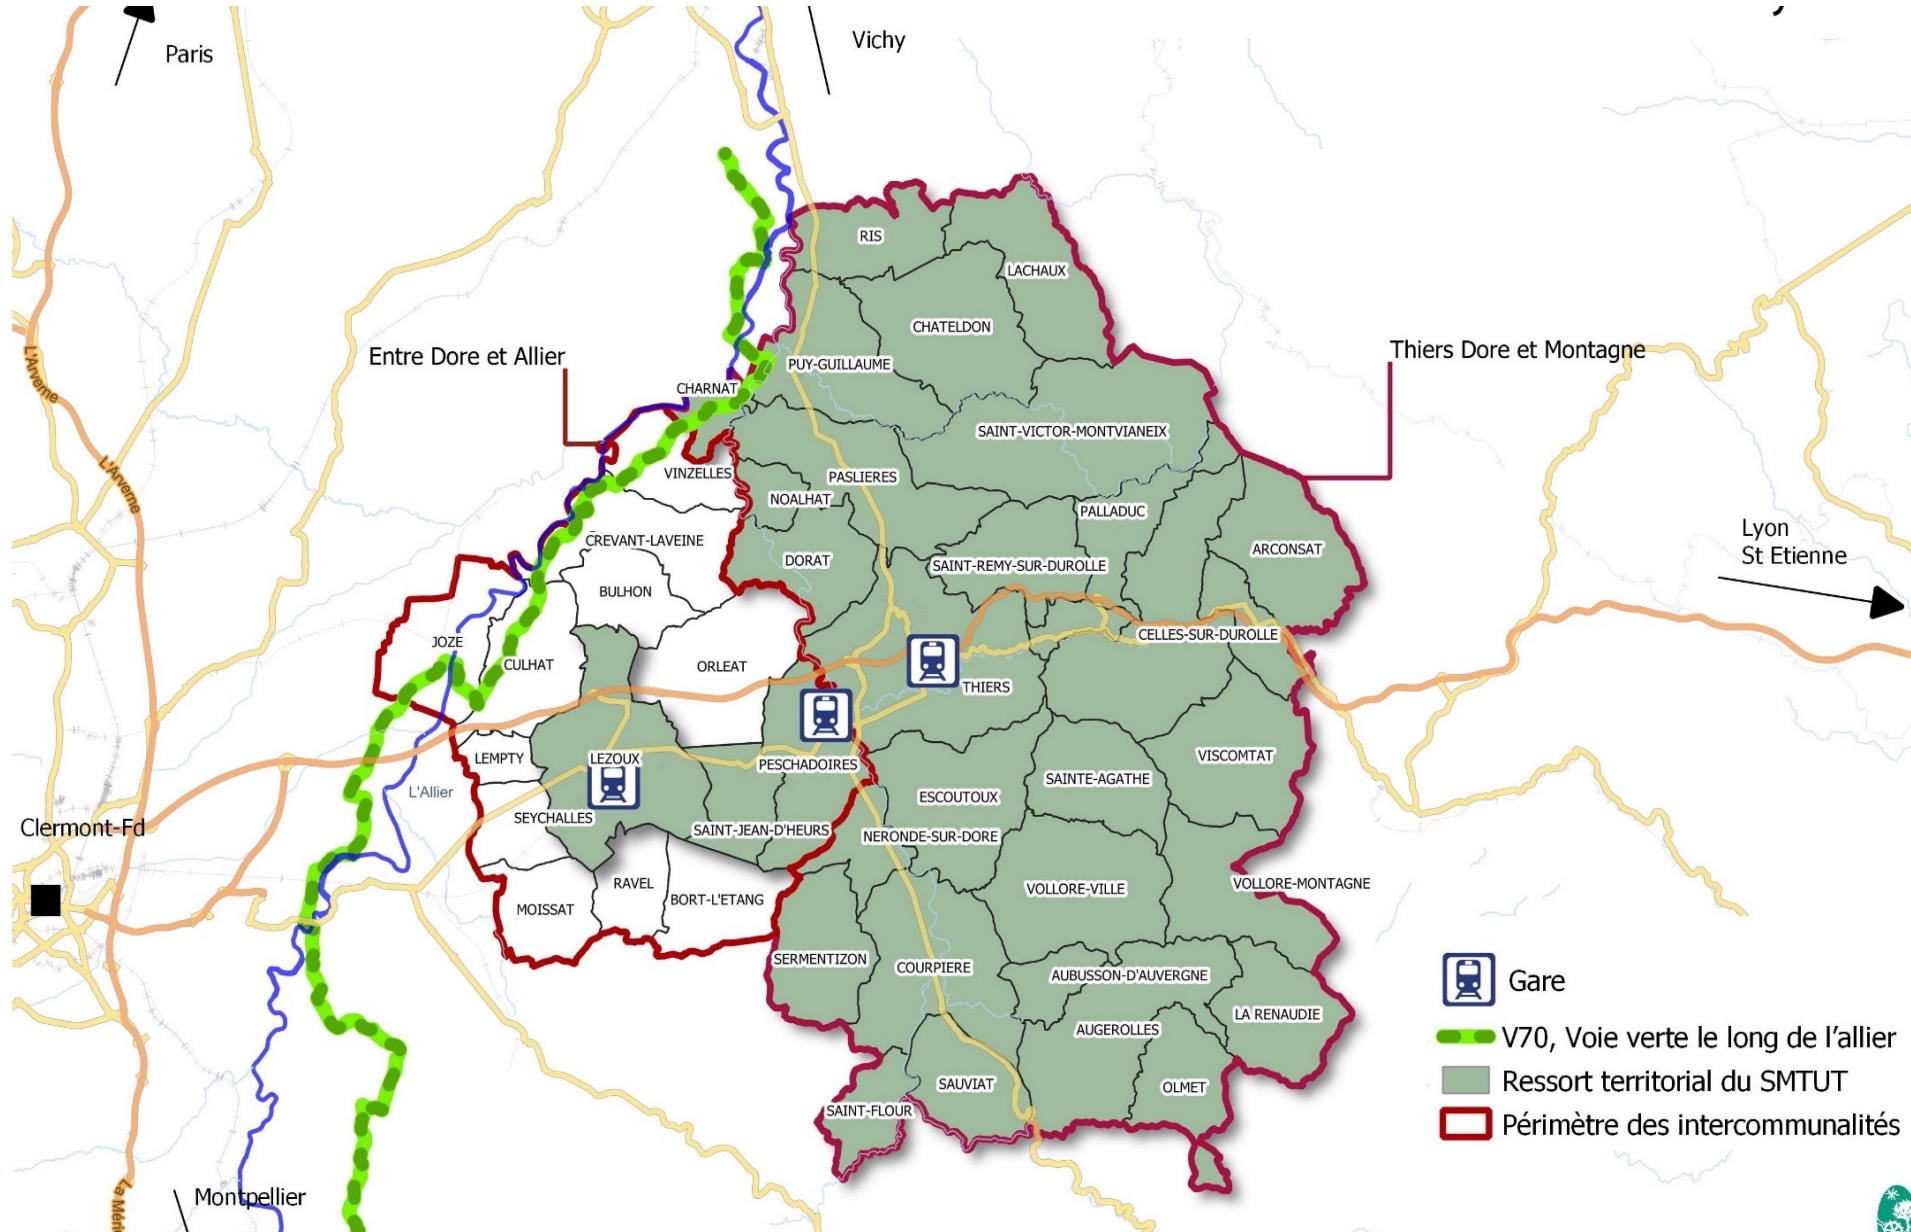 Paris
Vichy
RIS
LACHAUX
CHATELDON
Entre Dore et Allier
Thiers Dore et Montagne
PUY-GUILLAUME
CHARNAT
L'Arverne
SAINT-VICTOR-MONTVIANEIX
VINZELLES
PASLIERES
L'Arverne
NOALHAT
PALLADUC
Lyon
St Etienne
CREVANT-LAVEINE
ARCONSAT
DORAT
SAINT-REMY-SUR-DUROLLE
BULHON
JOZE
CELLES-SUR-DUROLLE
CULHAT
ORLEAT
THIERS
LEMPTY
LEZOUX
PESCHADOIRES
VISCOMTAT
SAINTE-AGATHE
L'Allier
ESCOUTOUX
SEYCHALLES
Clermont-Fd
SAINT-JEAN-D'HEURS
NERONDE-SUR-DORE
RAVEL
VOLLORE-VILLE
VOLLORE-MONTAGNE
BORT-L'ETANG
MOISSAT
SERMENTIZON
COURPIERE
AUBUSSON-D'AUVERGNE
Gare
LA RENAUDIE
AUGEROLLES
V70, Voie verte le long de l'allier
SAUVIAT
OLMET
Ressort territorial du SMTUT
SAINT-FLOUR
Périmètre des intercommunalités
Montpellier